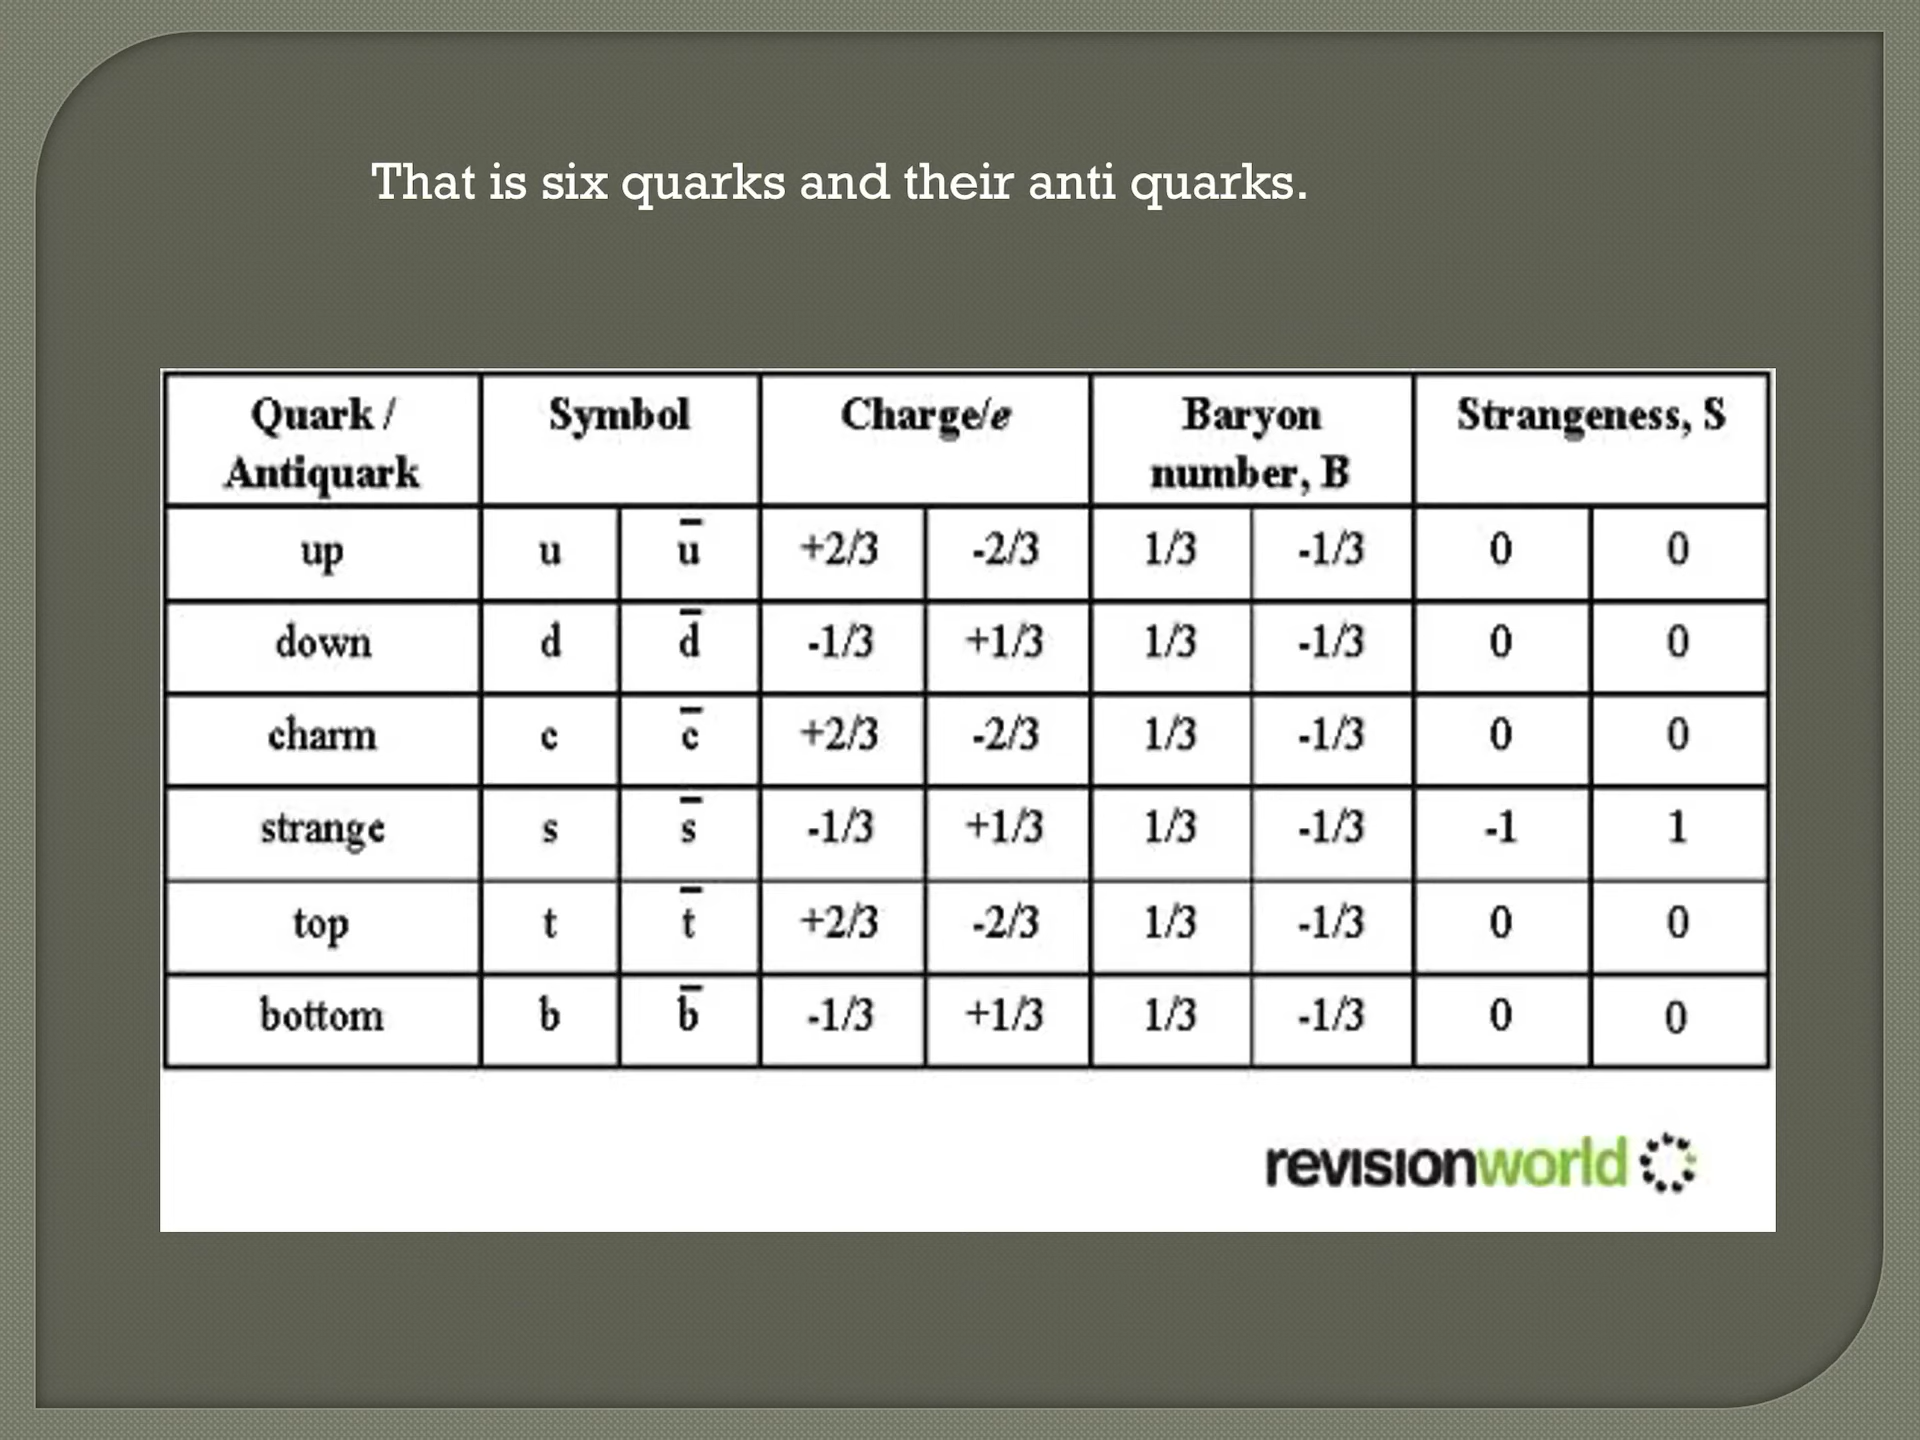 That is six quarks and their anti quarks.
Quark / Antiquark Symbol Charge/e Baryon number, B Strangeness, S
up u u̅ +2/3 -2/3 1/3 -1/3 0 0
down d d̅ -1/3 +1/3 1/3 -1/3 0 0
charm c c̅ +2/3 -2/3 1/3 -1/3 0 0
strange s s̅ -1/3 +1/3 1/3 -1/3 -1 1
top t t̅ +2/3 -2/3 1/3 -1/3 0 0
bottom b b̅ -1/3 +1/3 1/3 -1/3 0 0
revisionworld